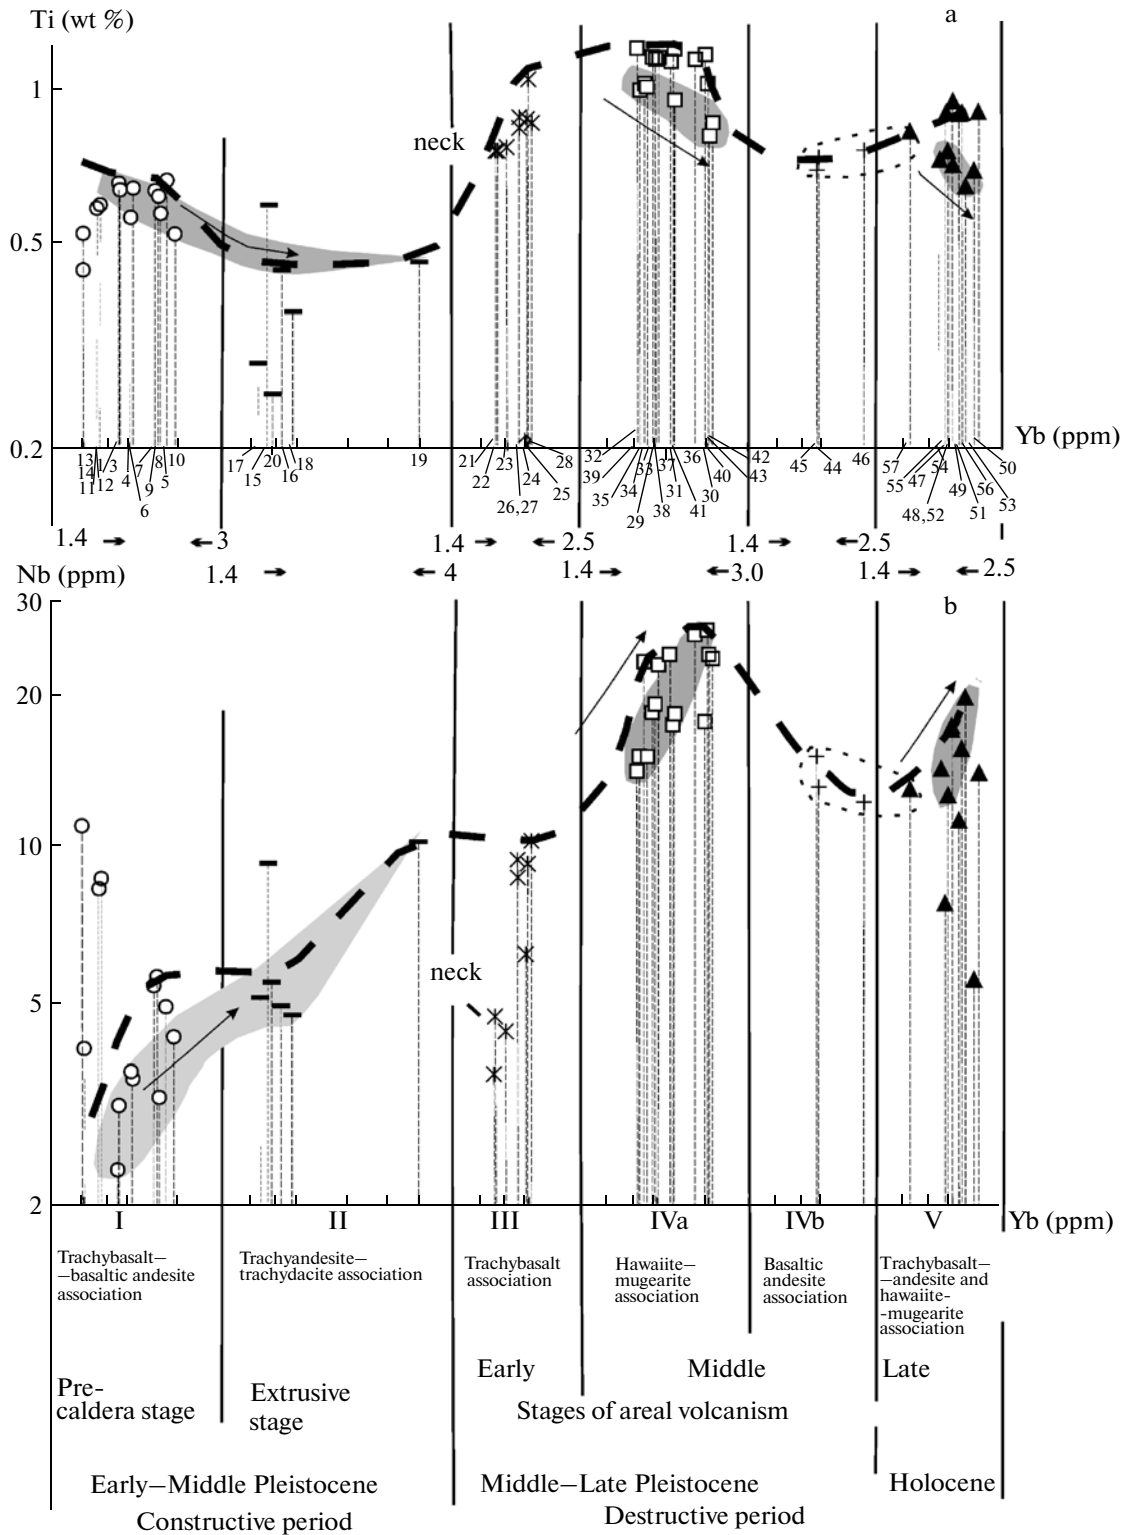 Ti (wt %)
a
1
neck
0.5
0.2
Yb (ppm)
13 1 3 7 8 10 17 20 18 19 21 23 28 32 33 37 36 42 45 44 46 57 54 50
14 12 4 9 5 15 16 22 24 39 34 31 40 43 55 47 49 56
11 6 26,27 25 35 29 38 41 30 48,52 51 53
1.4 3 1.4 2.5 1.4 2.5
Nb (ppm) 1.4 4 1.4 3.0 1.4 2.5
30
b
20
10
neck
5
2
I II III IVa IVb V Yb (ppm)
Trachybasalt–
–basaltic andesite
association
Trachyandesite–
trachydacite association
Trachybasalt
association
Hawaiite–
mugearite
association
Basaltic
andesite
association
Trachybasalt–
–andesite and
hawaiite-
-mugearite
association
Early Middle Late
Pre-
caldera stage
Extrusive
stage
Stages of areal volcanism
Early–Middle Pleistocene Middle–Late Pleistocene Holocene
Constructive period Destructive period